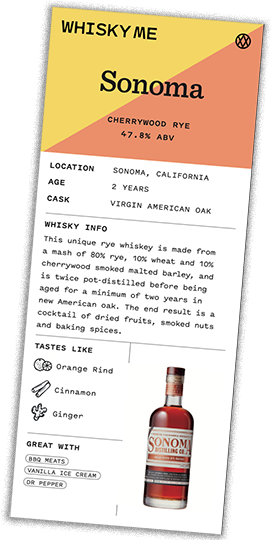 WHISKY ME
Sonoma
CHERRYWOOD RYE
47.8% ABV
LOCATION SONOMA, CALIFORNIA
AGE 2 YEARS
CASK VIRGIN AMERICAN OAK
WHISKY INFO
This unique rye whiskey is made from
a mash of 80% rye, 10% wheat and 10%
cherrywood smoked malted barley, and
is twice pot-distilled before being
aged for a minimum of two years in
new American oak. The end result is a
cocktail of dried fruits, smoked nuts
and baking spices.
TASTES LIKE
Orange Rind
Cinnamon
Ginger
GREAT WITH
BBQ MEATS
VANILLA ICE CREAM
DR PEPPER
SONOMA
DISTILLING CO.